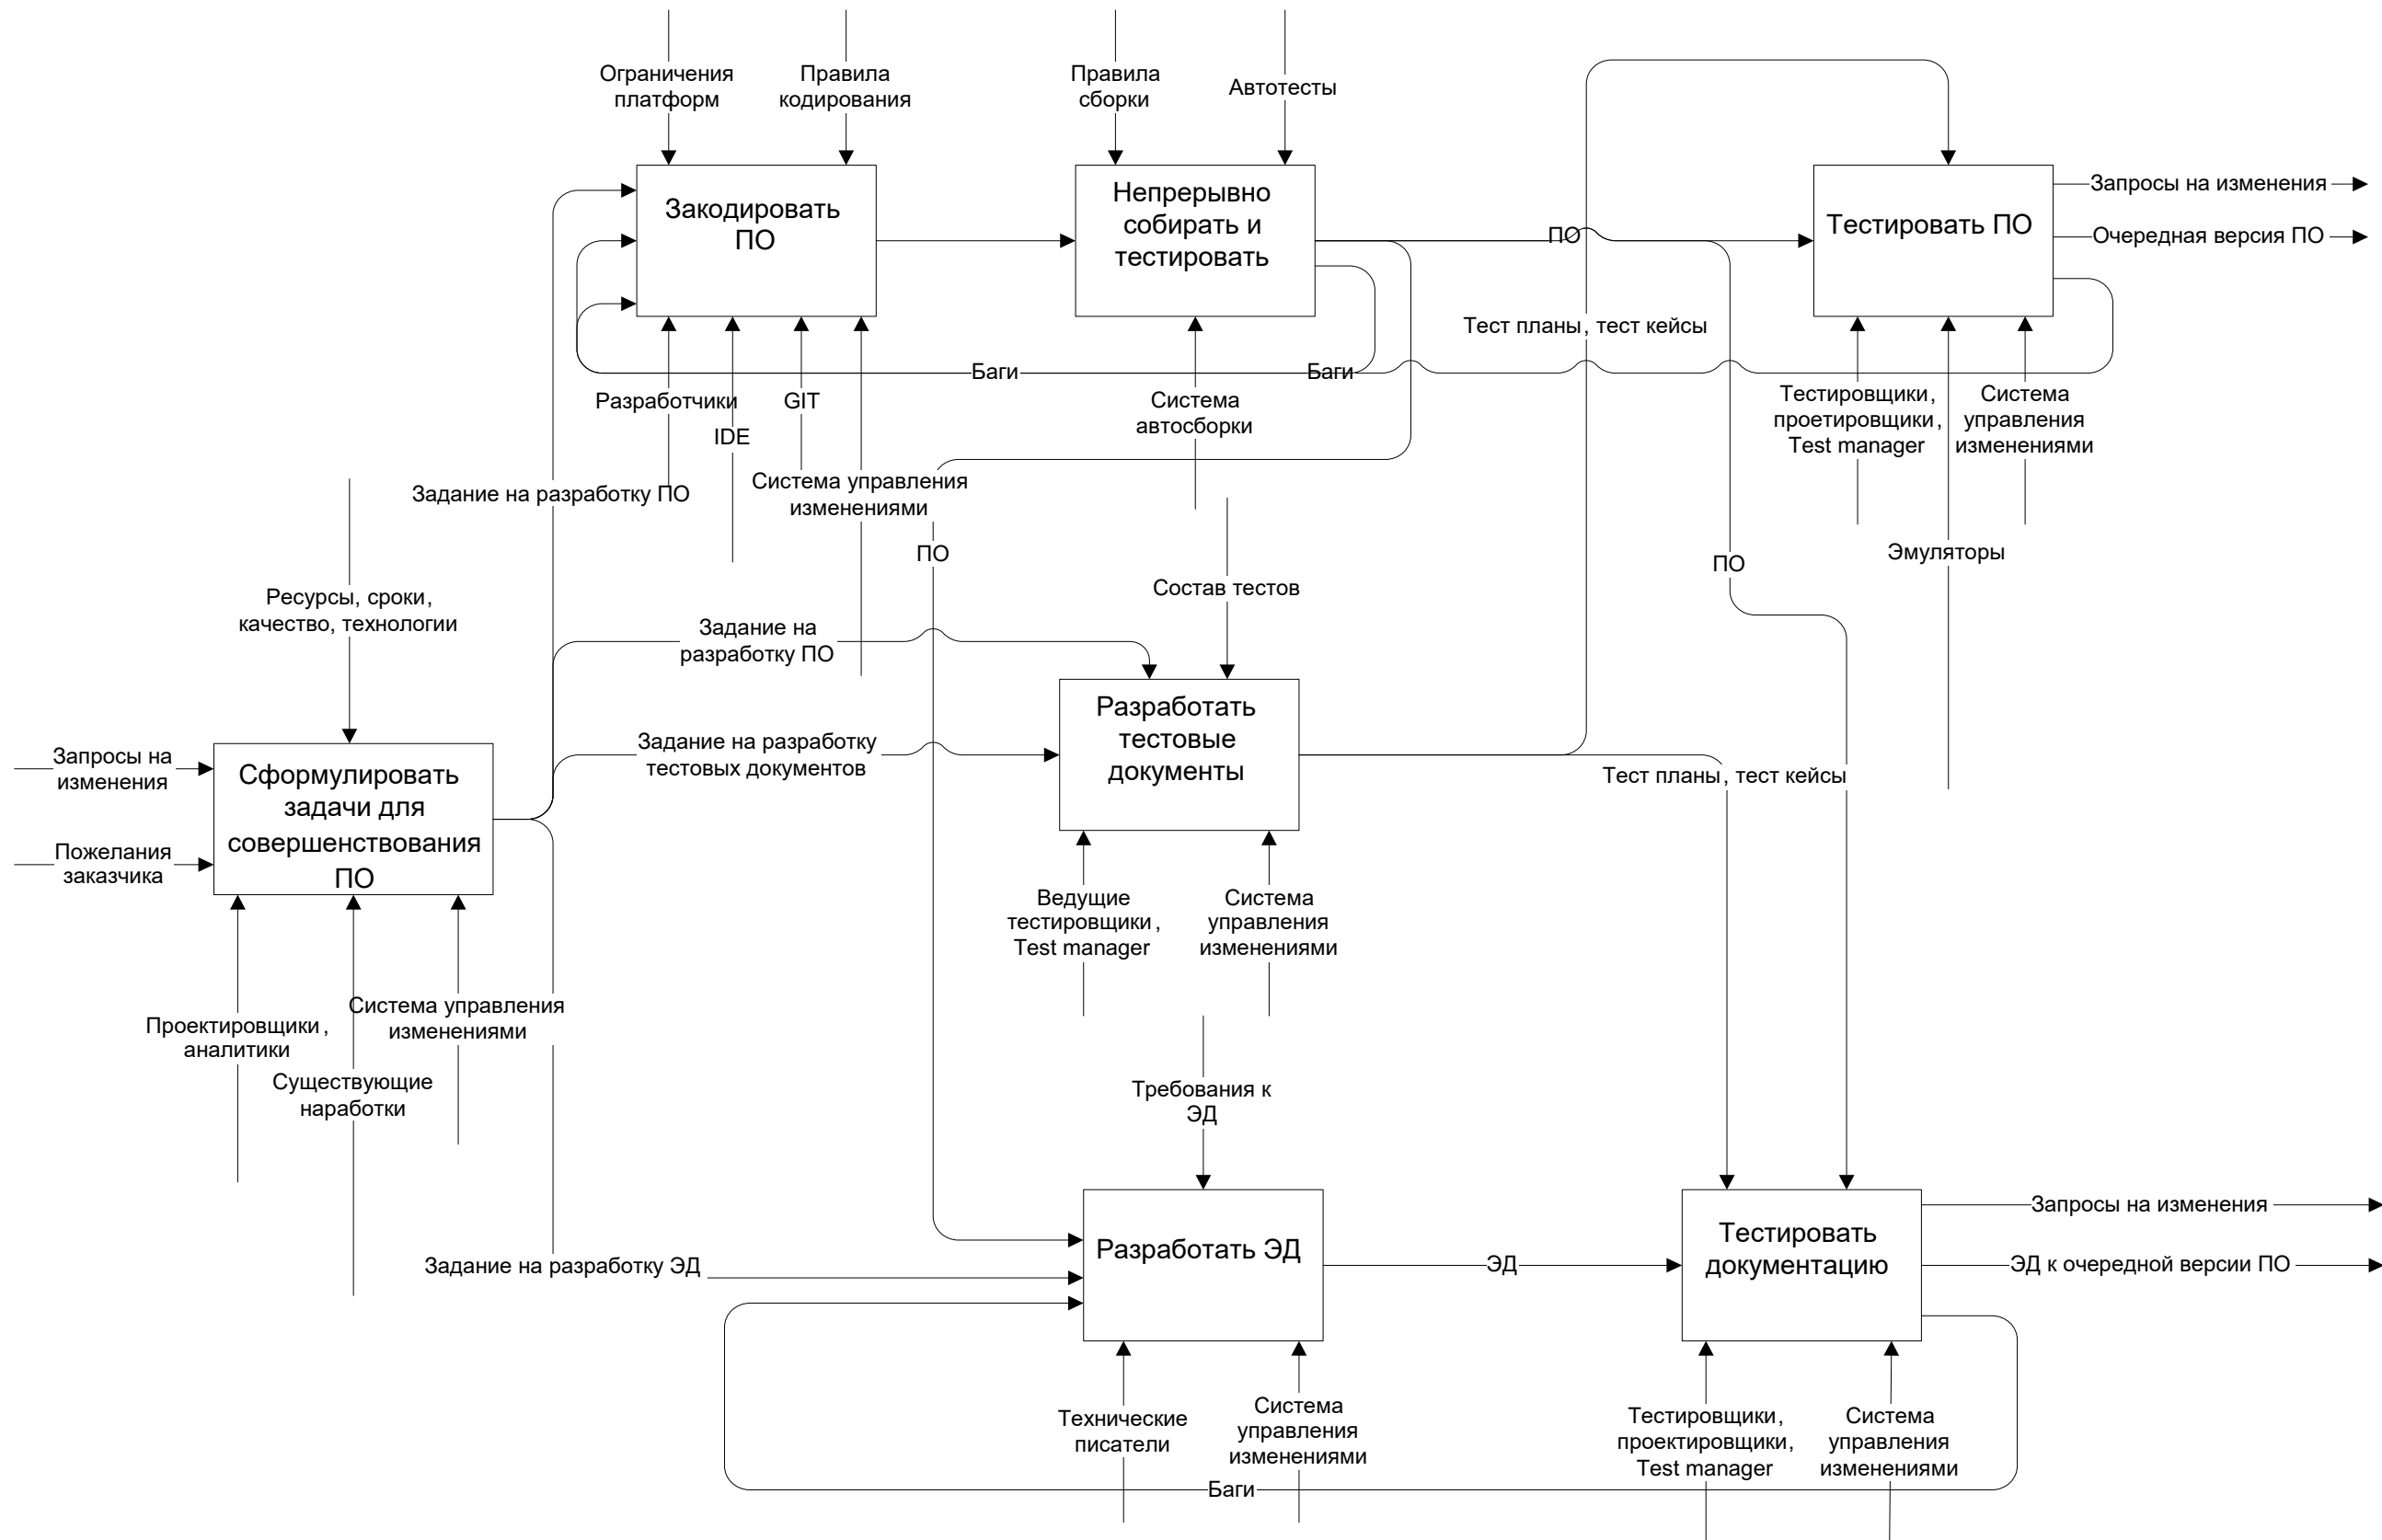 Ограничения
платформ
Правила
кодирования
Правила
сборки
Автотесты
Закодировать
ПО
Непрерывно
собирать и
тестировать
ПО
Тестировать ПО
Запросы на изменения
Очередная версия ПО
Тест планы, тест кейсы
Баги
Баги
Разработчики
IDE
GIT
Система управления
изменениями
Система
автосборки
Тестировщики,
проетировщики,
Test manager
Система
управления
изменениями
Эмуляторы
Задание на разработку ПО
ПО
ПО
Ресурсы, сроки,
качество, технологии
Состав тестов
Задание на
разработку ПО
Задание на разработку
тестовых документов
Разработать
тестовые
документы
Тест планы, тест кейсы
Запросы на
изменения
Пожелания
заказчика
Сформулировать
задачи для
совершенствования
ПО
Ведущие
тестировщики,
Test manager
Система
управления
изменениями
Проектировщики,
аналитики
Система управления
изменениями
Существующие
наработки
Требования к
ЭД
Задание на разработку ЭД
Разработать ЭД
ЭД
Тестировать
документацию
Запросы на изменения
ЭД к очередной версии ПО
Технические
писатели
Система
управления
изменениями
Тестировщики,
проектировщики,
Test manager
Система
управления
изменениями
Баги